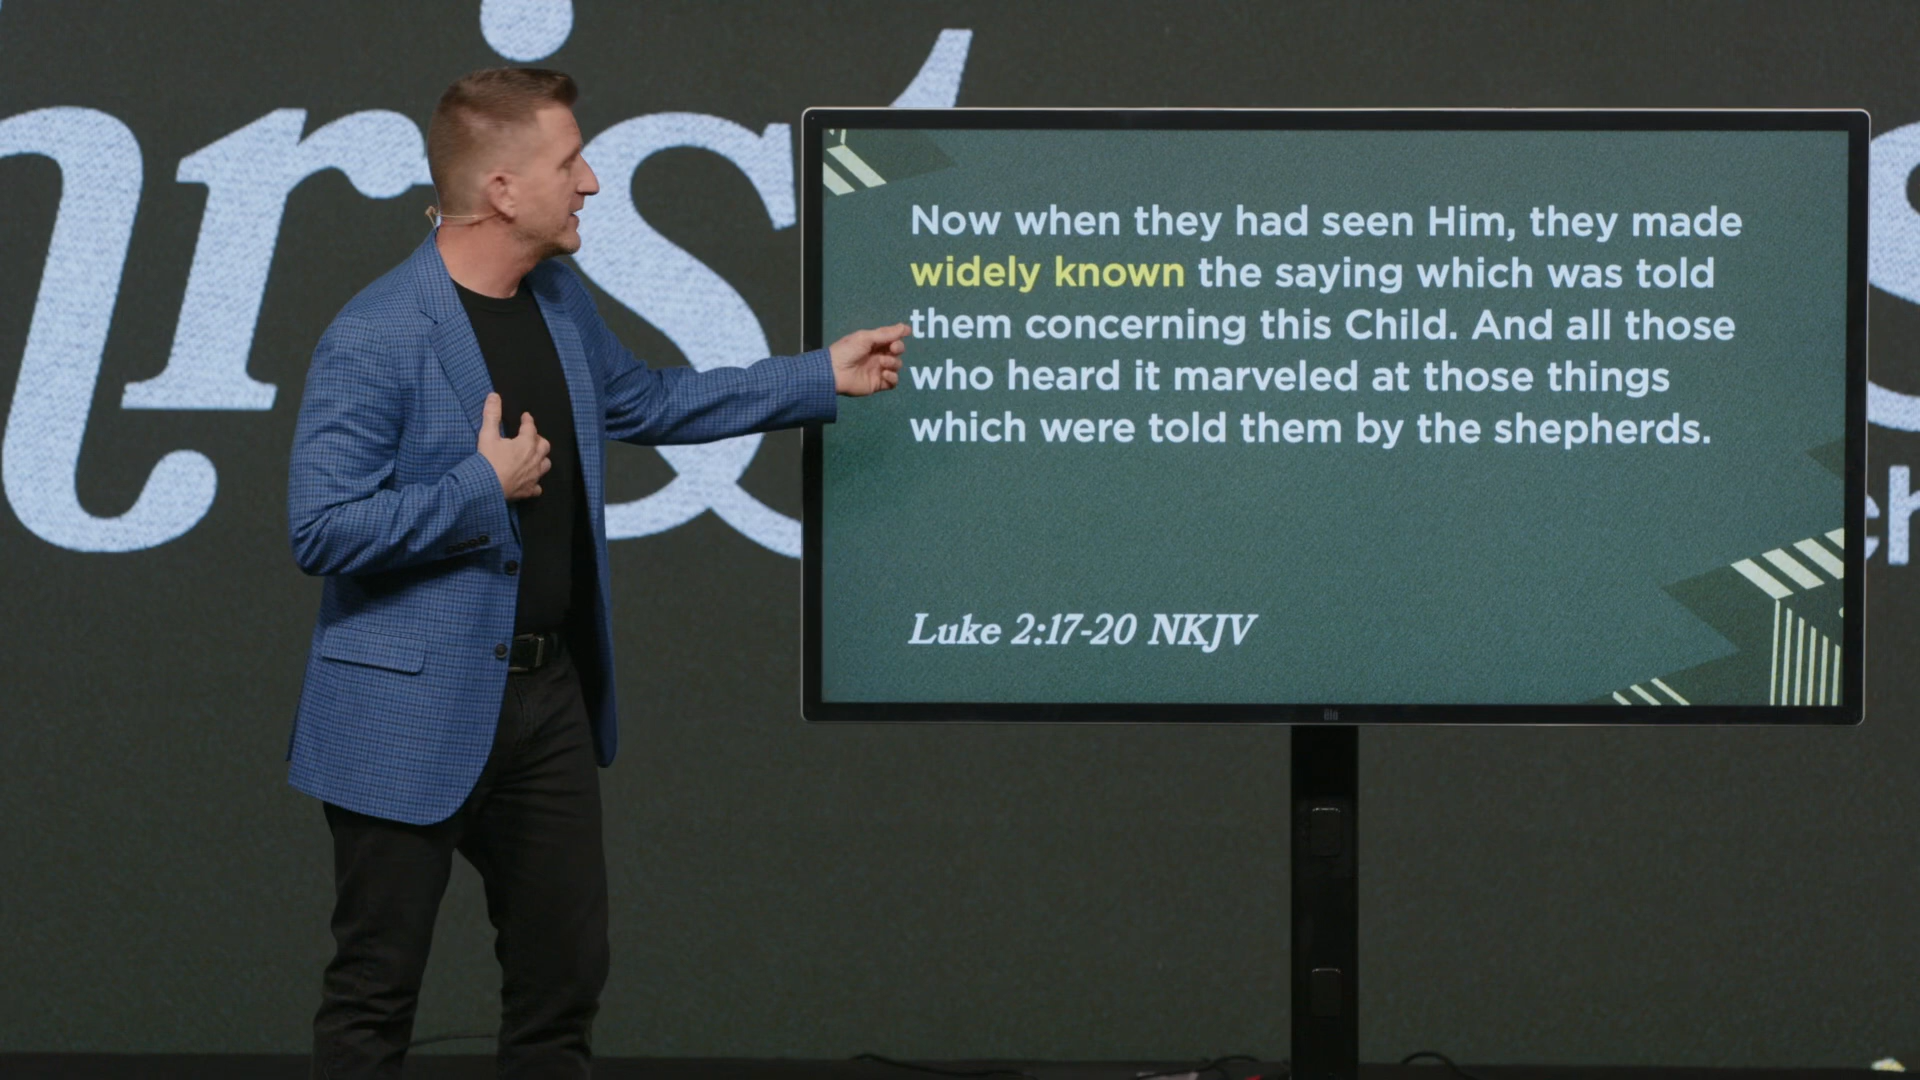 hrist
Now when they had seen Him, they made
widely known the saying which was told
them concerning this Child. And all those
who heard it marveled at those things
which were told them by the shepherds.
Luke 2:17-20 NKJV
elo